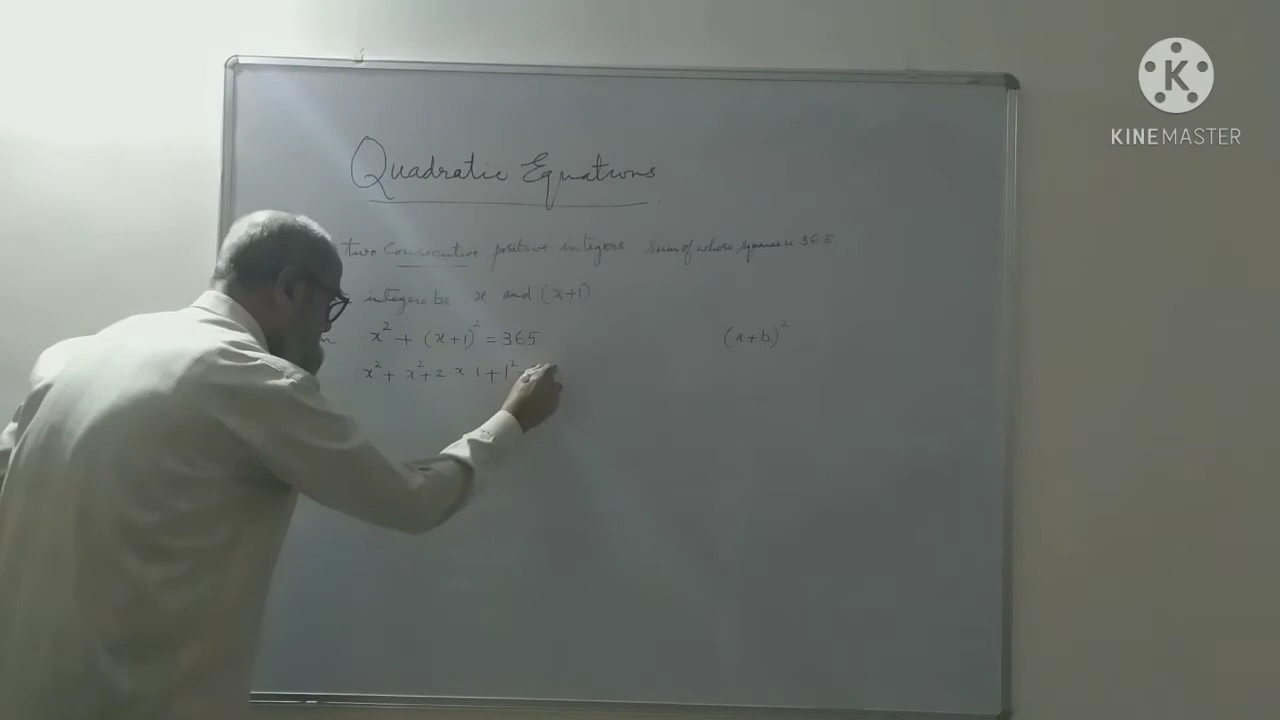 Quadratic Equations
two consecutive positive integers sum of whose squares is 365
integers be x and (x+1)
x² + (x+1)² = 365
(a+b)²
x² + x² + 2·x·1 + 1²
K
KINEMASTER